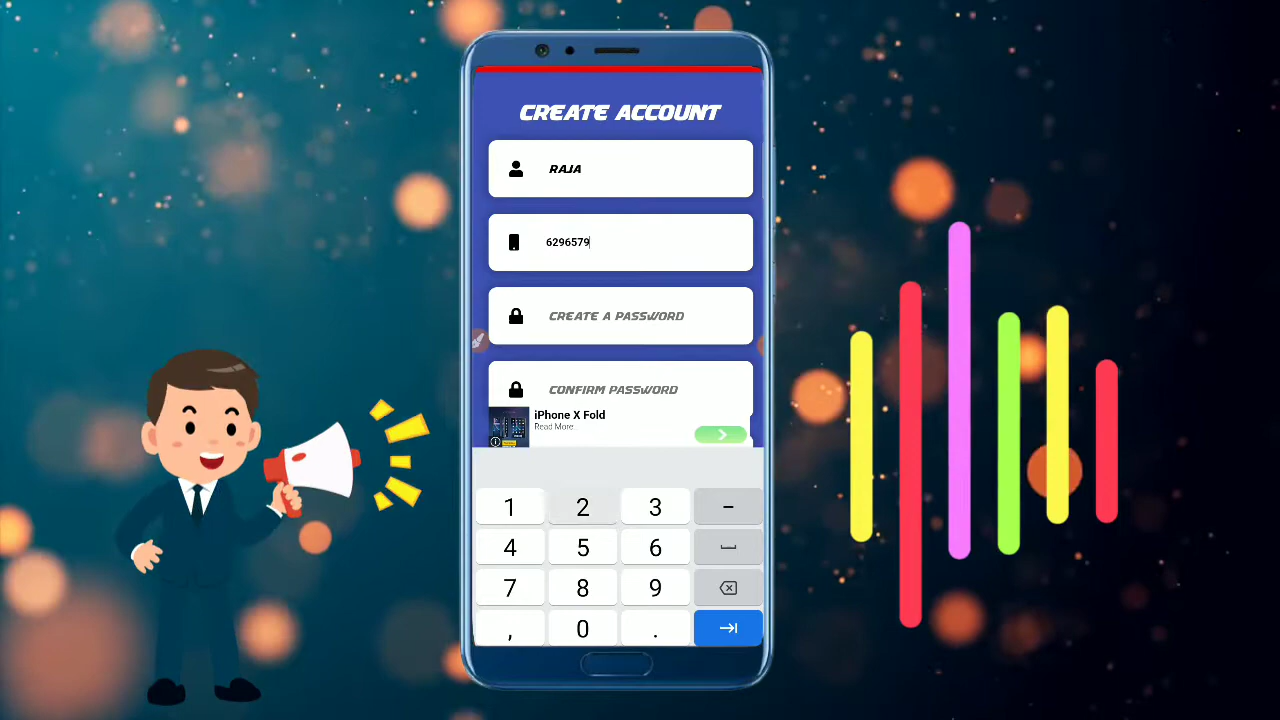 CREATE ACCOUNT
RAJA
6296579
CREATE A PASSWORD
CONFIRM PASSWORD
iPhone X Fold
Read More
1 2 3 -
4 5 6
7 8 9
, 0 .